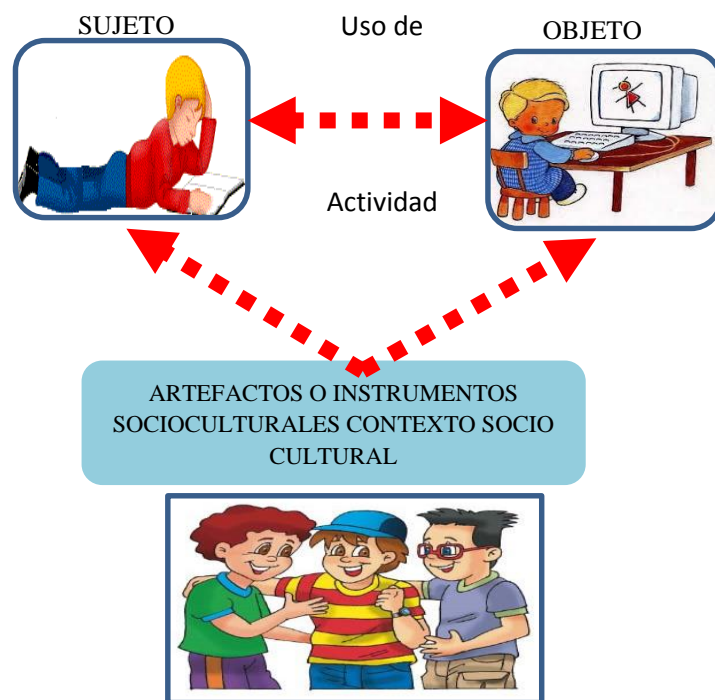 SUJETO
Uso de
OBJETO
Actividad
ARTEFACTOS O INSTRUMENTOS
SOCIOCULTURALES CONTEXTO SOCIO
CULTURAL